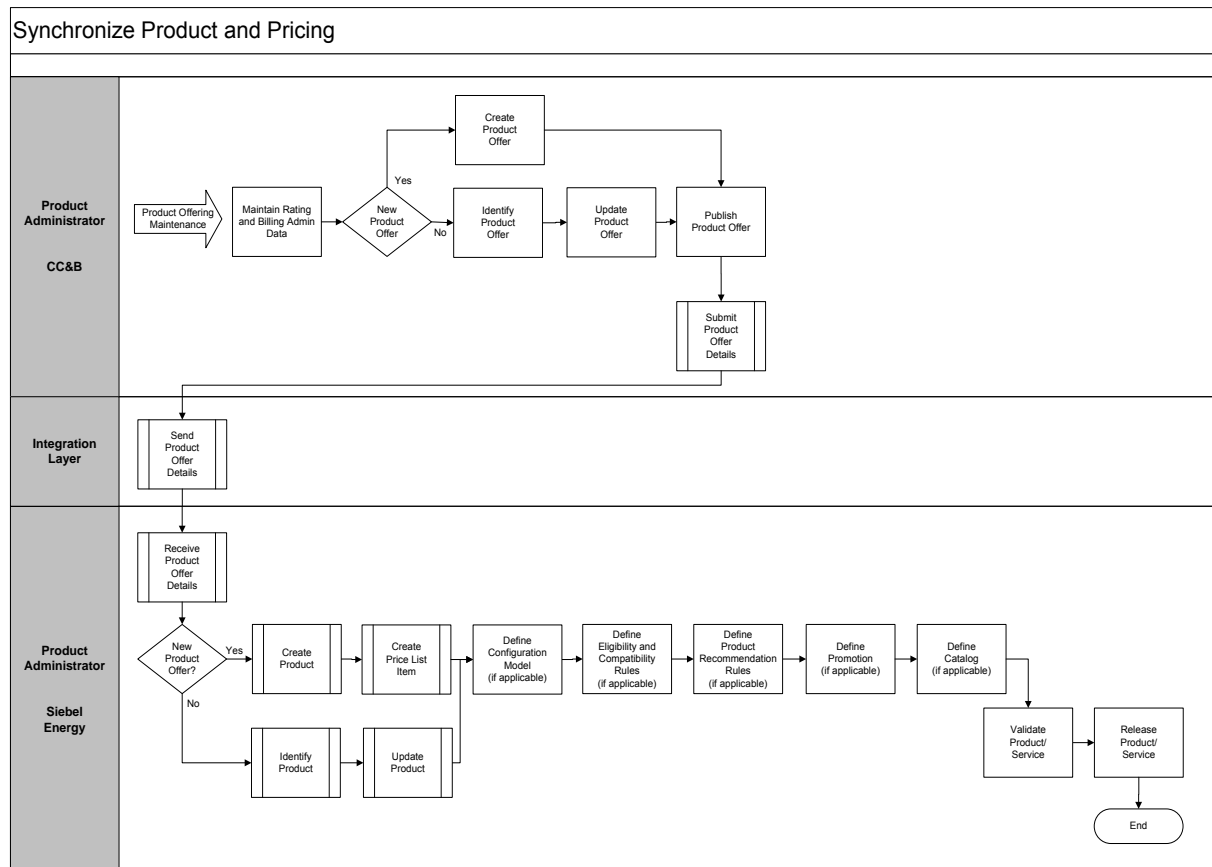 Synchronize Product and Pricing
Product
Administrator
CC&B
Product Offering
Maintenance
Maintain Rating
and Billing Admin
Data
New
Product
Offer
Yes
No
Create
Product
Offer
Identify
Product
Offer
Update
Product
Offer
Publish
Product Offer
Submit
Product
Offer
Details
Integration
Layer
Send
Product
Offer
Details
Product
Administrator
Siebel
Energy
Receive
Product
Offer
Details
New
Product
Offer?
Yes
No
Create
Product
Create
Price List
Item
Define
Configuration
Model
(if applicable)
Define
Eligibility and
Compatibility
Rules
(if applicable)
Define
Product
Recommendation
Rules
(if applicable)
Define
Promotion
(if applicable)
Define
Catalog
(if applicable)
Identify
Product
Update
Product
Validate
Product/
Service
Release
Product/
Service
End